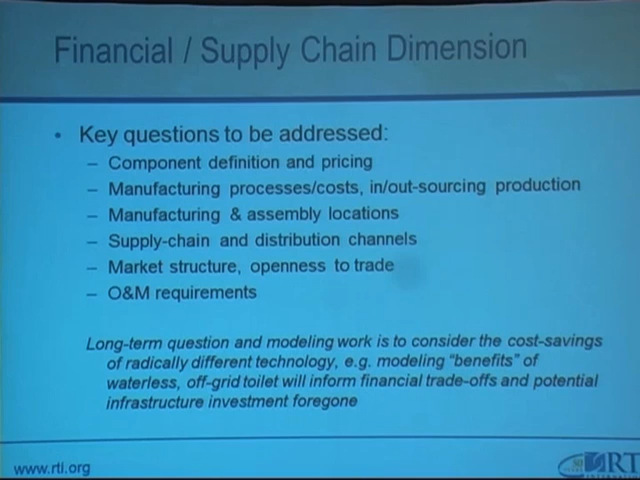 Financial / Supply Chain Dimension
• Key questions to be addressed:
– Component definition and pricing
– Manufacturing processes/costs, in/out-sourcing production
– Manufacturing & assembly locations
– Supply-chain and distribution channels
– Market structure, openness to trade
– O&M requirements
Long-term question and modeling work is to consider the cost-savings
of radically different technology, e.g. modeling “benefits” of
waterless, off-grid toilet will inform financial trade-offs and potential
infrastructure investment foregone
www.rti.org
RT